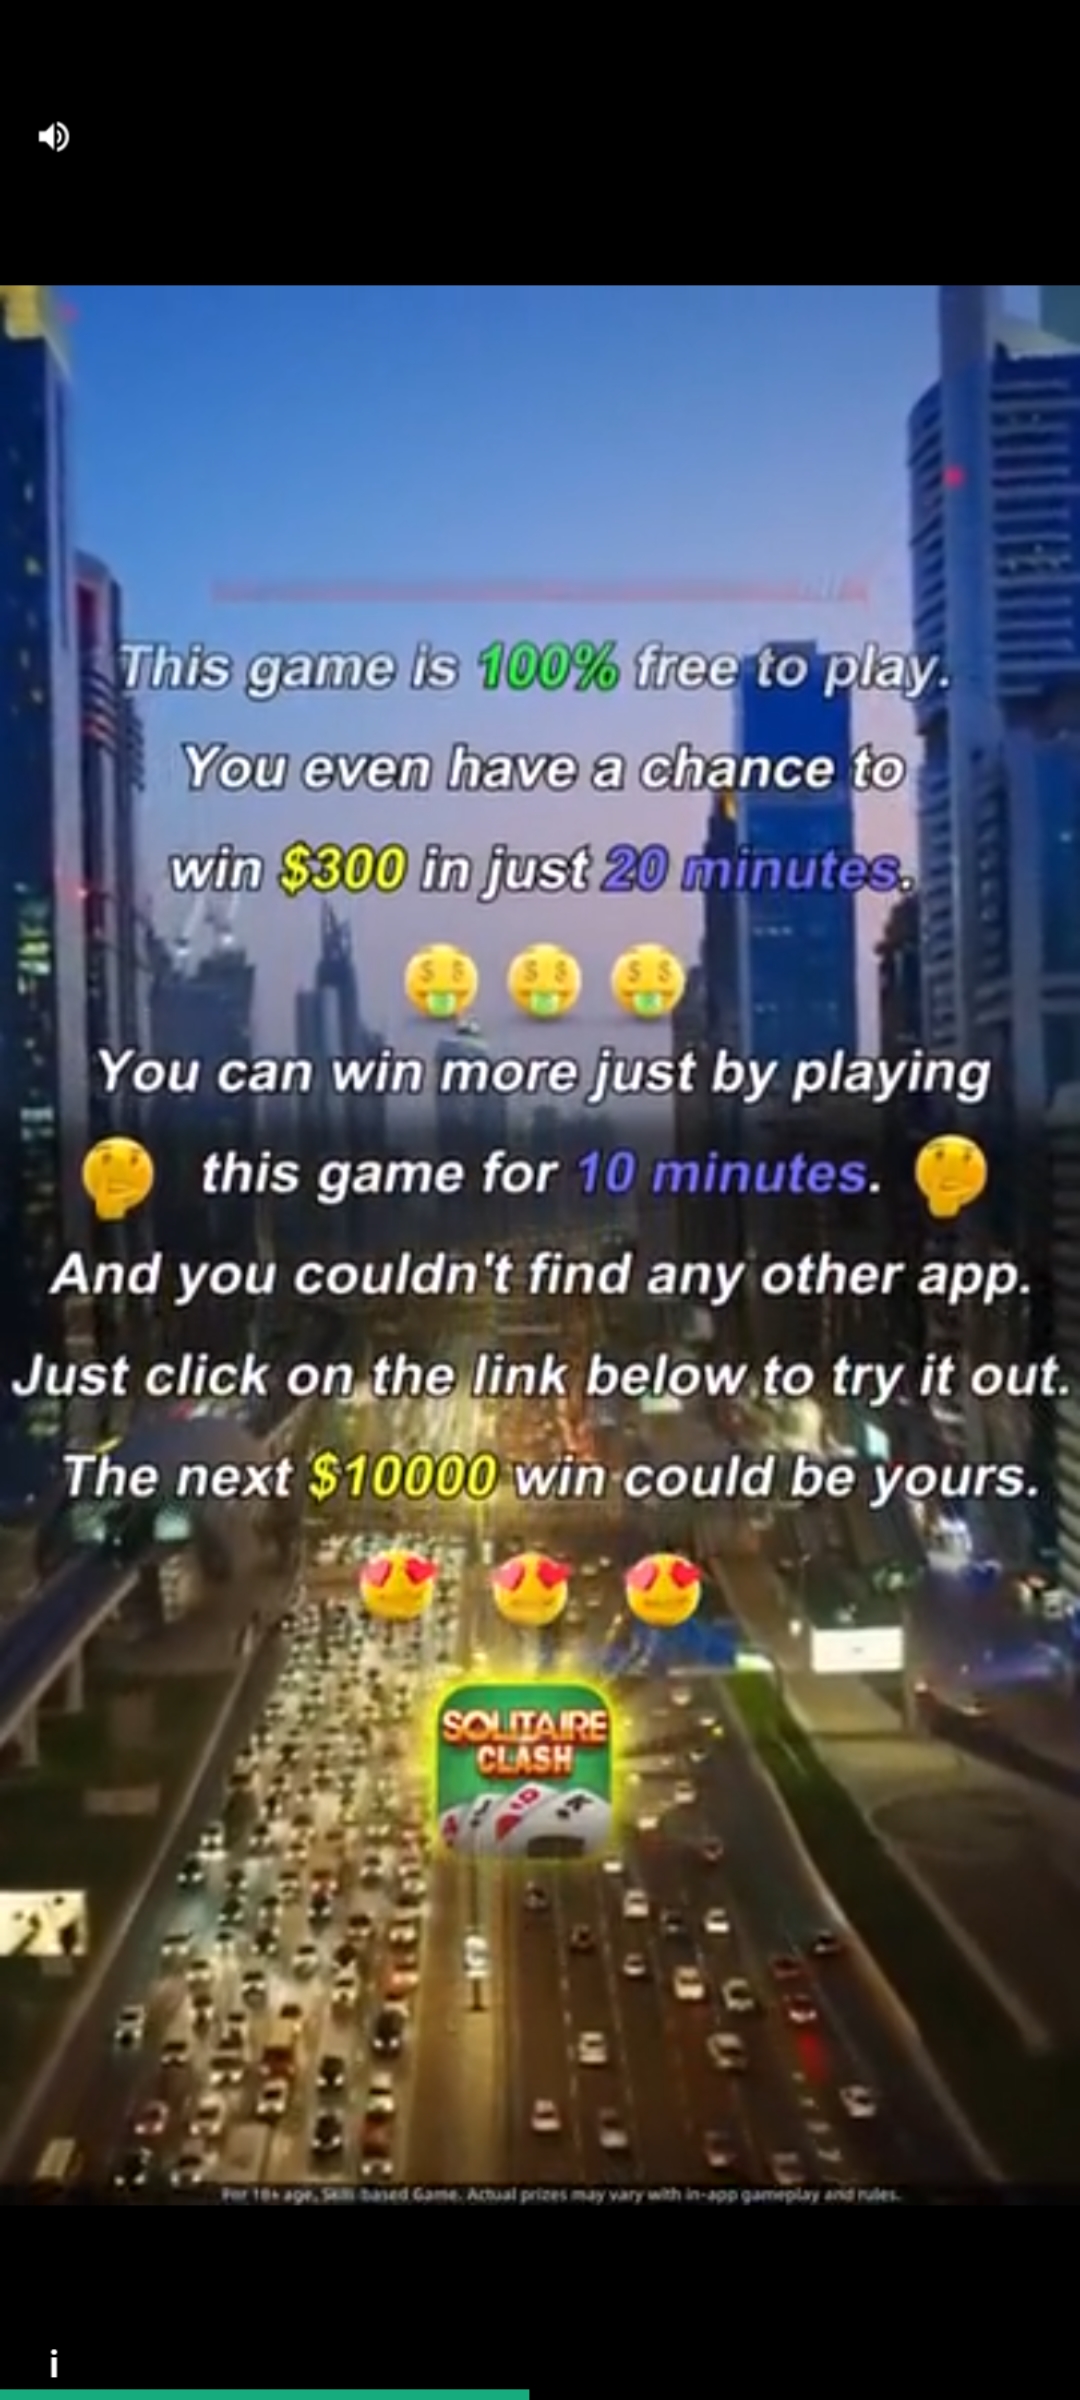 This game is 100% free to play.
You even have a chance to
win $300 in just 20 minutes.
You can win more just by playing
this game for 10 minutes.
And you couldn't find any other app.
Just click on the link below to try it out.
The next $10000 win could be yours.
SOLITAIRE
CLASH
For 18+ age. Skill based Game. Actual prizes may vary with in-app gameplay and rules.
i